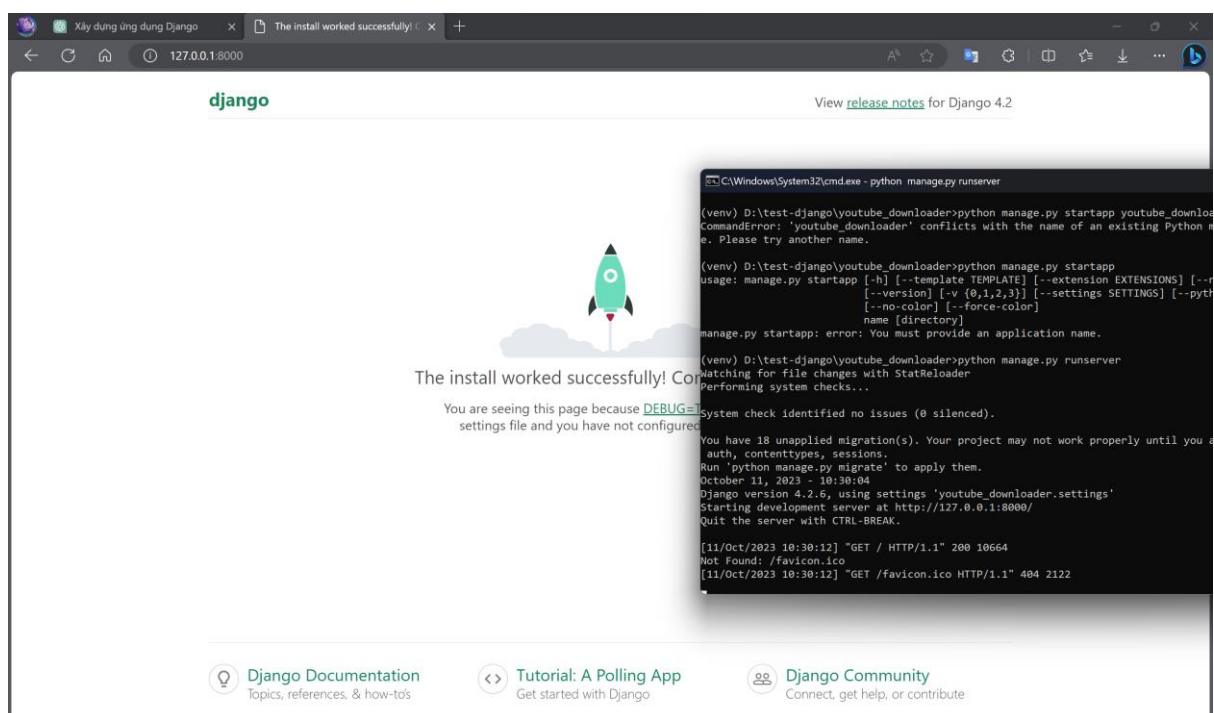 Xây dựng ứng dụng Django
The install worked successfully! C
127.0.0.1:8000
django
View release notes for Django 4.2
The install worked successfully! Con
You are seeing this page because DEBUG=T
settings file and you have not configured
C:\Windows\System32\cmd.exe - python manage.py runserver
(venv) D:\test-django\youtube_downloader>python manage.py startapp youtube_downloa
CommandError: 'youtube_downloader' conflicts with the name of an existing Python m
e. Please try another name.
(venv) D:\test-django\youtube_downloader>python manage.py startapp
usage: manage.py startapp [-h] [--template TEMPLATE] [--extension EXTENSIONS] [--n
[--version] [-v {0,1,2,3}] [--settings SETTINGS] [--pyth
[--no-color] [--force-color]
name [directory]
manage.py startapp: error: You must provide an application name.
(venv) D:\test-django\youtube_downloader>python manage.py runserver
Watching for file changes with StatReloader
Performing system checks...
System check identified no issues (0 silenced).
You have 18 unapplied migration(s). Your project may not work properly until you a
auth, contenttypes, sessions.
Run 'python manage.py migrate' to apply them.
October 11, 2023 - 10:30:04
Django version 4.2.6, using settings 'youtube_downloader.settings'
Starting development server at http://127.0.0.1:8000/
Quit the server with CTRL-BREAK.
[11/Oct/2023 10:30:12] "GET / HTTP/1.1" 200 10664
Not Found: /favicon.ico
[11/Oct/2023 10:30:12] "GET /favicon.ico HTTP/1.1" 404 2122
Django Documentation
Topics, references, & how-to's
Tutorial: A Polling App
Get started with Django
Django Community
Connect, get help, or contribute